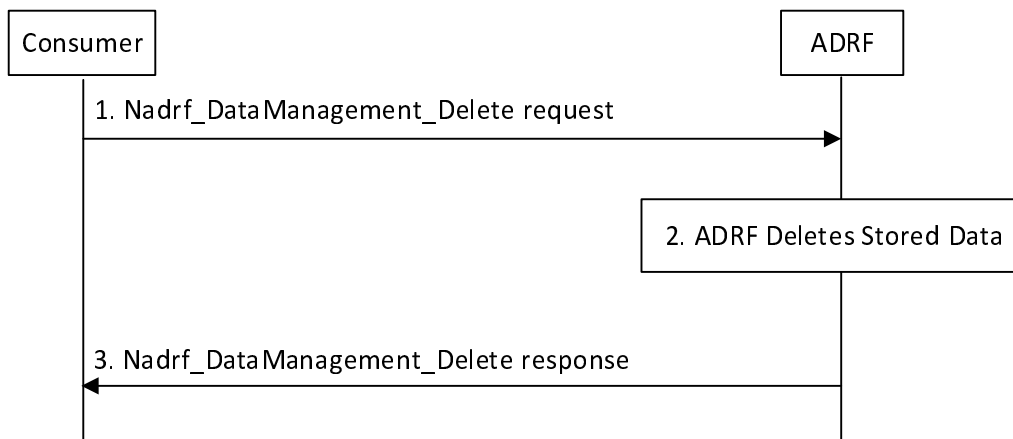 Consumer
ADRF
1. Nadrf_DataManagement_Delete request
2. ADRF Deletes Stored Data
3. Nadrf_DataManagement_Delete response